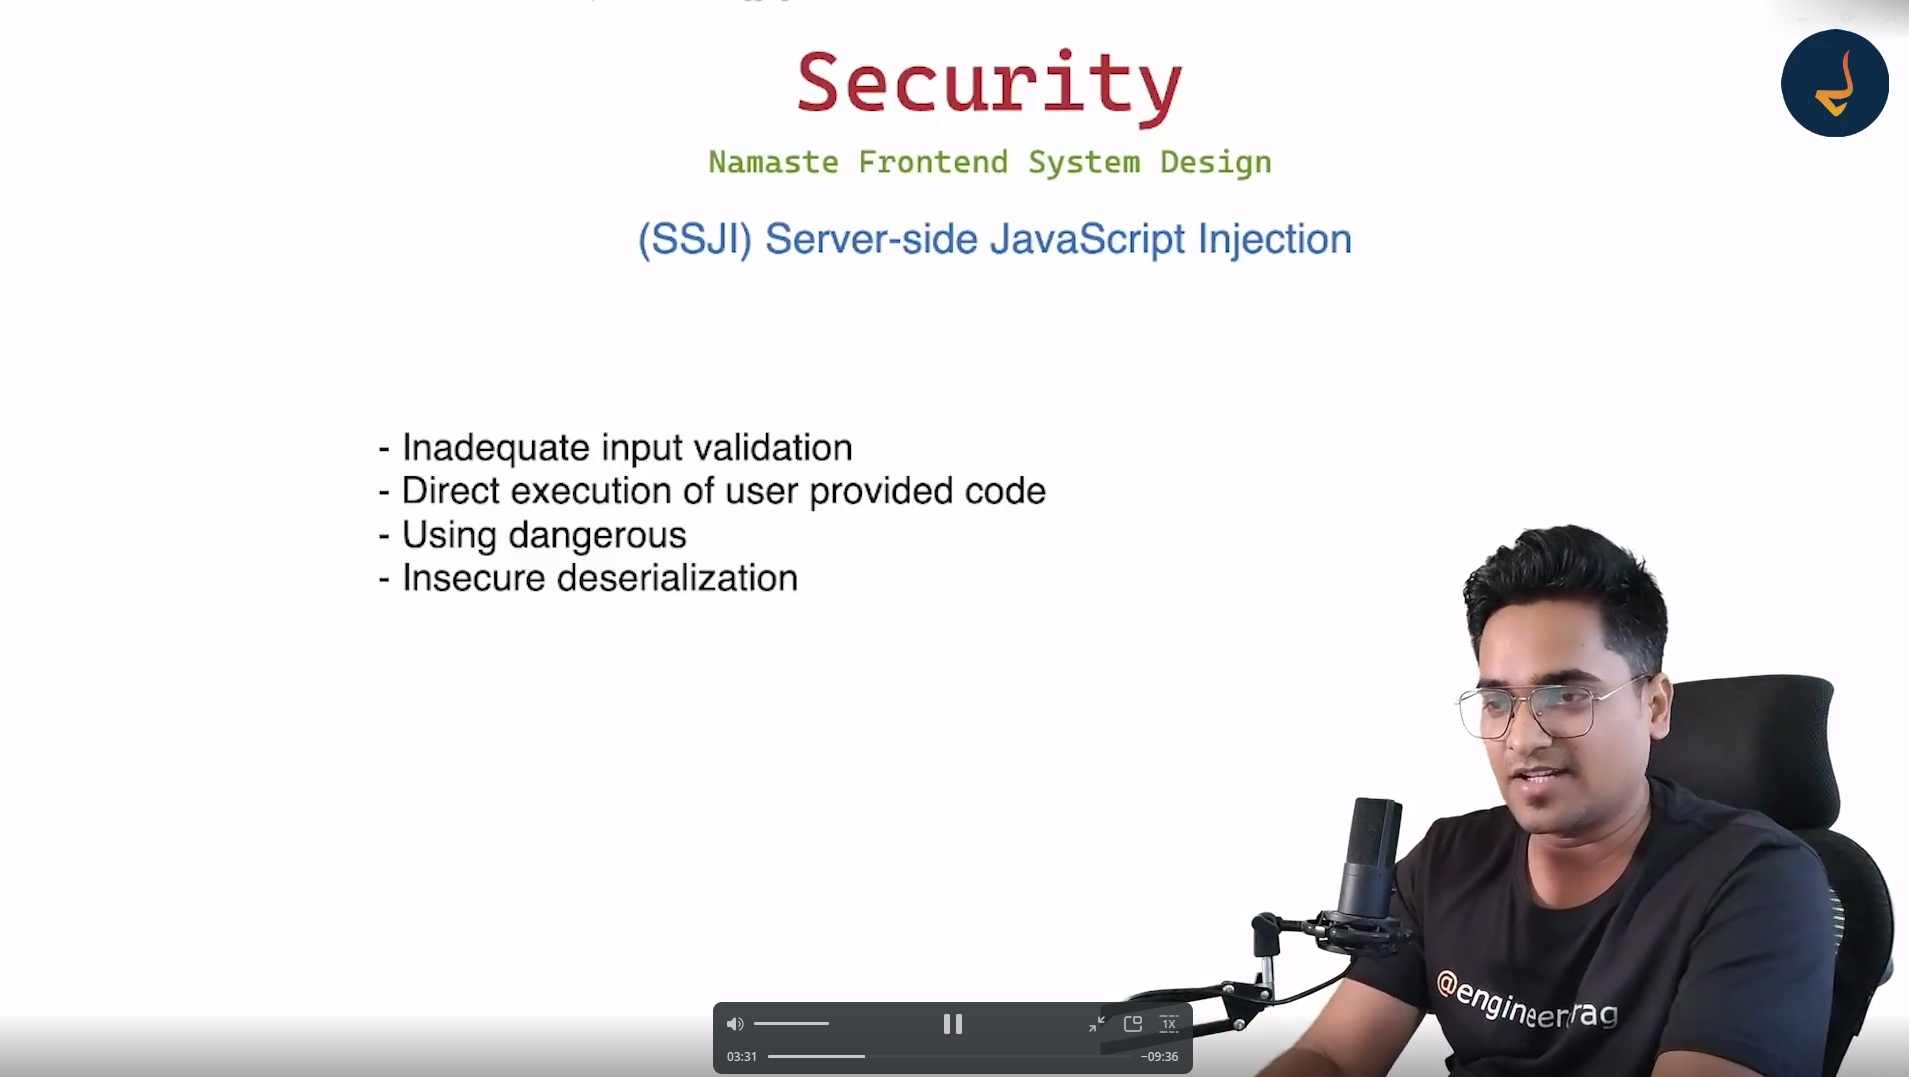 Security
Namaste Frontend System Design
(SSJI) Server-side JavaScript Injection
- Inadequate input validation
- Direct execution of user provided code
- Using dangerous
- Insecure deserialization
@engineerrag
1X
03:31
−09:36